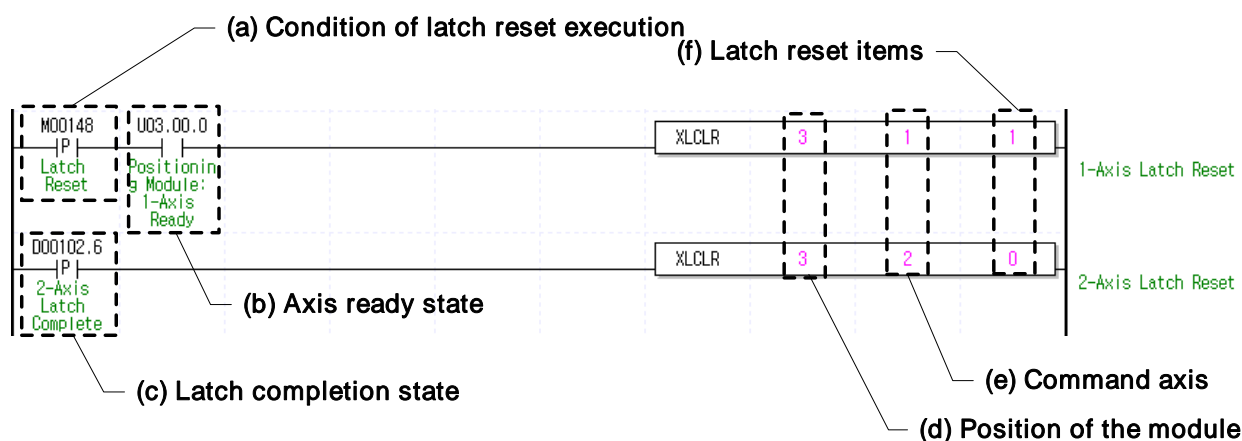 (a) Condition of latch reset execution
(f) Latch reset items
M00148 U03.00.0
P
XLCLR 3 1 1
Latch
Reset
Positionin
g Module:
1-Axis
Ready
1-Axis Latch Reset
D00102.6
P
XLCLR 3 2 0
2-Axis
Latch
Complete
2-Axis Latch Reset
(b) Axis ready state
(c) Latch completion state
(e) Command axis
(d) Position of the module